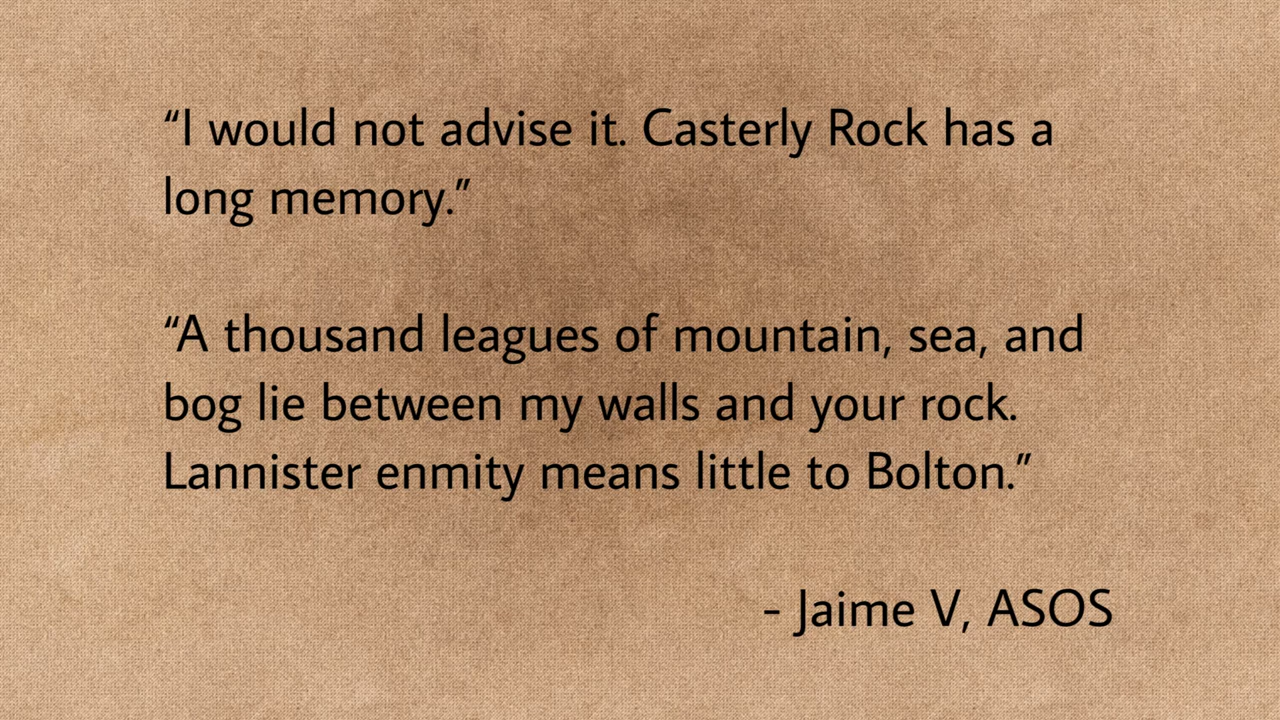 “I would not advise it. Casterly Rock has a
long memory.”
“A thousand leagues of mountain, sea, and
bog lie between my walls and your rock.
Lannister enmity means little to Bolton.”
- Jaime V, ASOS